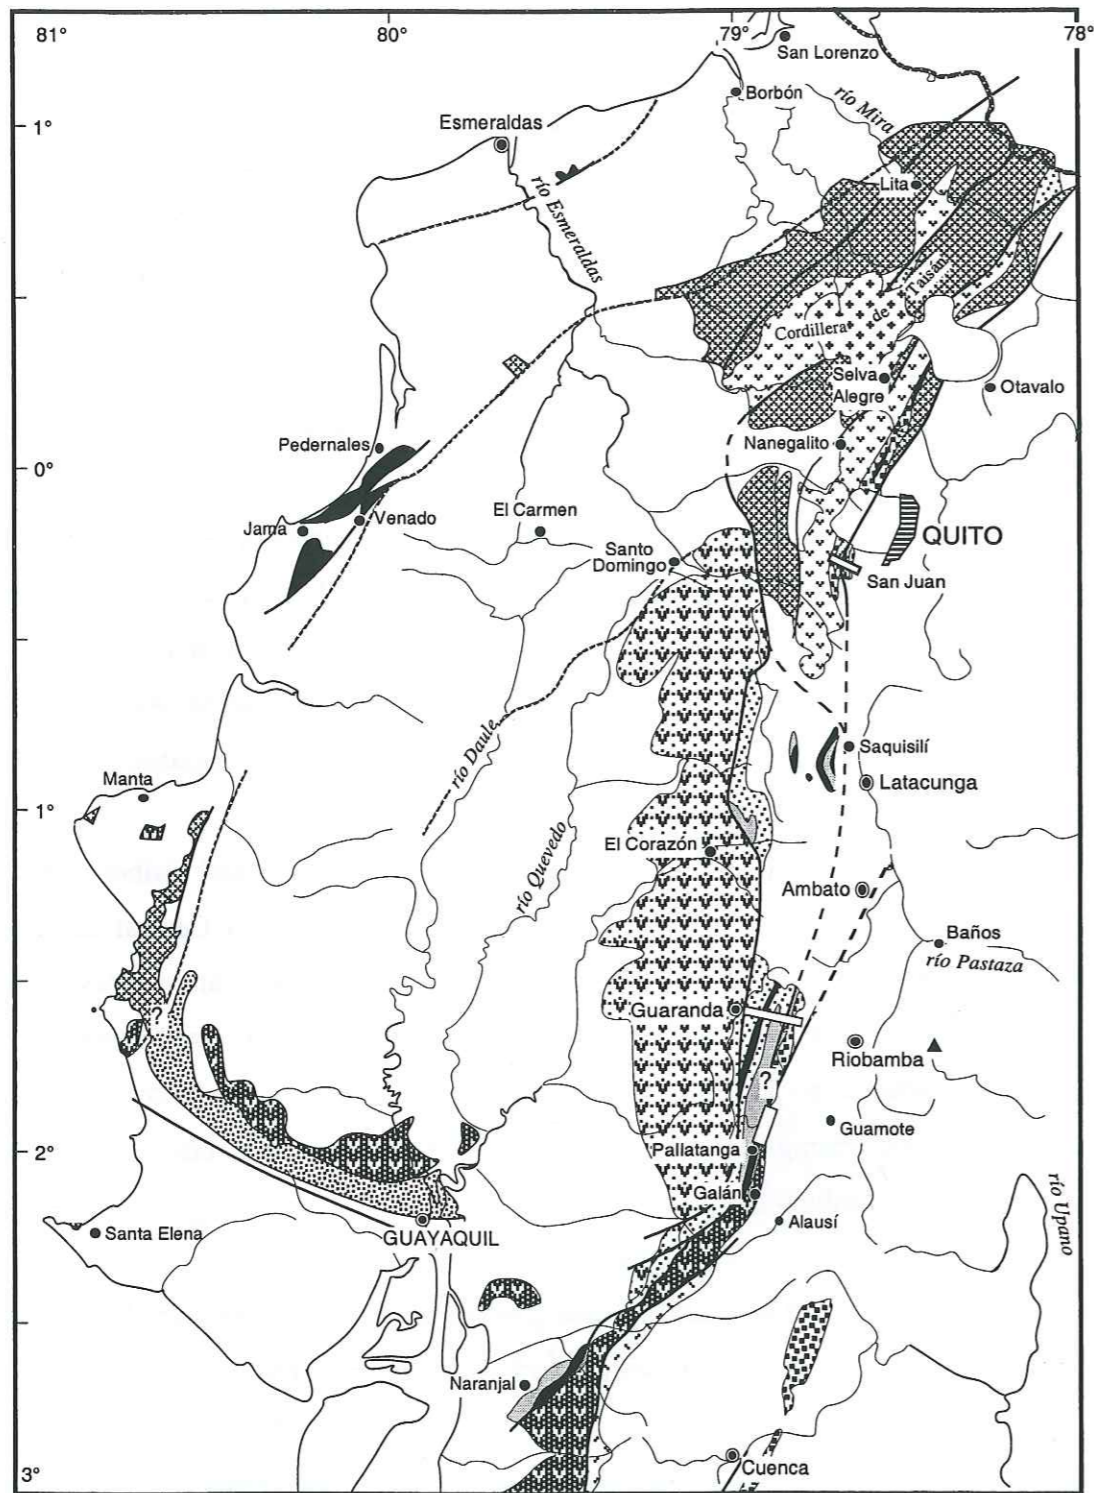 81°
80°
79°
78°
San Lorenzo
Borbón
río Mira
1°
Esmeraldas
Lita
río Esmeraldas
Cordillera de Taisán
Selva
Alegre
Otavalo
Pedernales
Nanegalito
0°
Jama
Venado
El Carmen
QUITO
Santo
Domingo
San Juan
río Daule
Saquisilí
Manta
Latacunga
1°
El Corazón
río Quevedo
Ambato
Baños
río Pastaza
?
Guaranda
Riobamba
?
Guamote
2°
Pallatanga
Galán
río Upano
Alausí
Santa Elena
GUAYAQUIL
Naranjal
Cuenca
3°